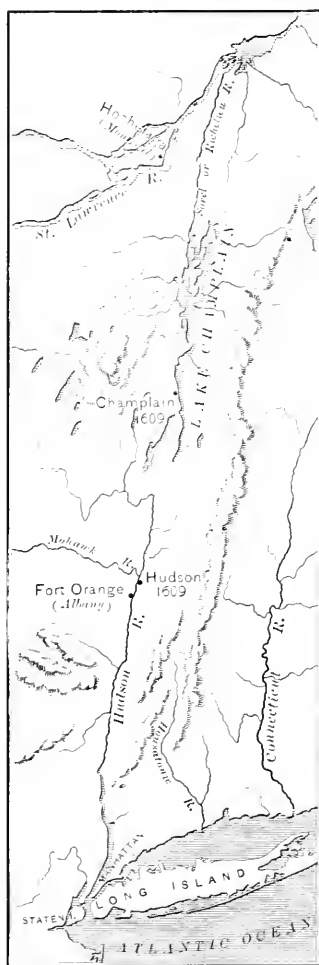 Hochelaga
St. Lawrence R.
Sorel or Richelieu R.
LAKE CHAMPLAIN
Champlain
1609
Mohawk R.
Hudson
1609
Fort Orange
(Albany)
Hudson R.
Housatonic R.
Connecticut R.
MANHATTAN
STATEN I.
LONG ISLAND
ATLANTIC OCEAN